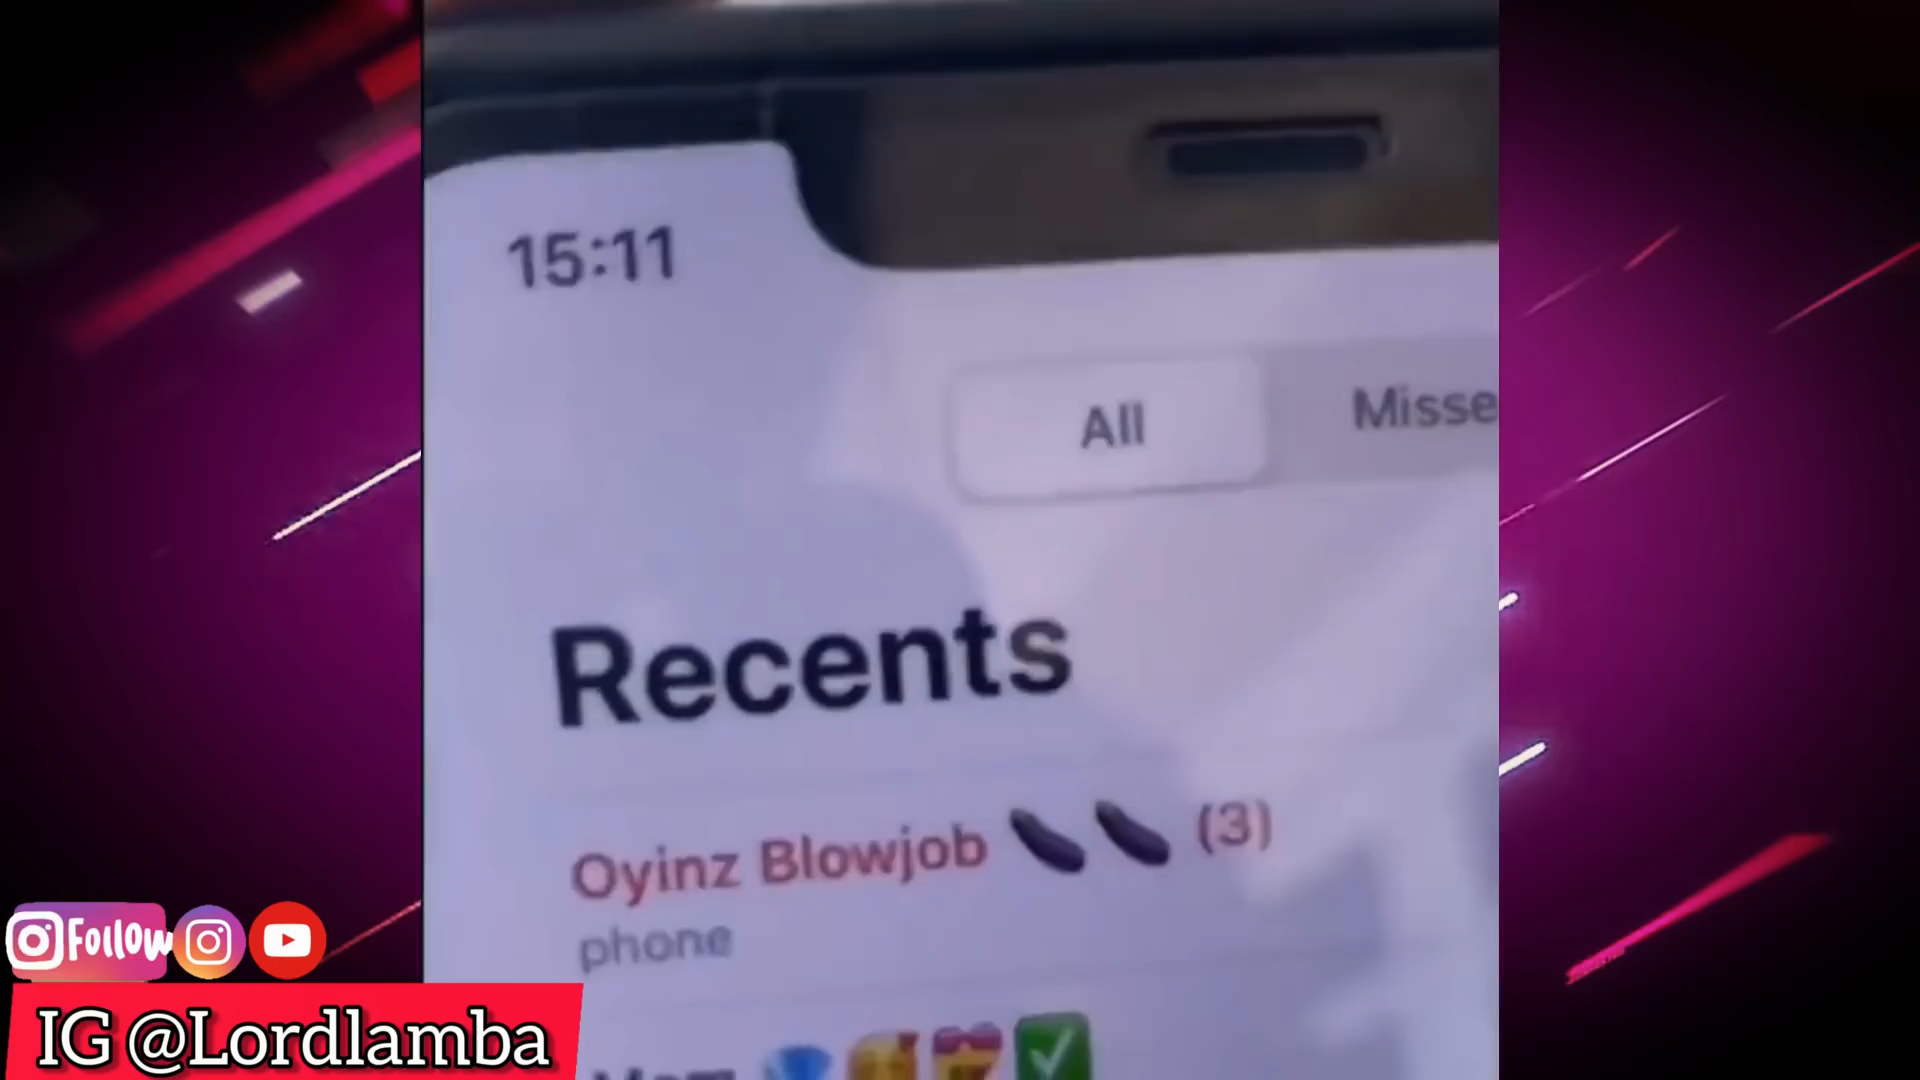 15:11
All Misse
Recents
Oyinz Blowjob 🍆🍆 (3)
phone
Follow
IG @Lordlamba